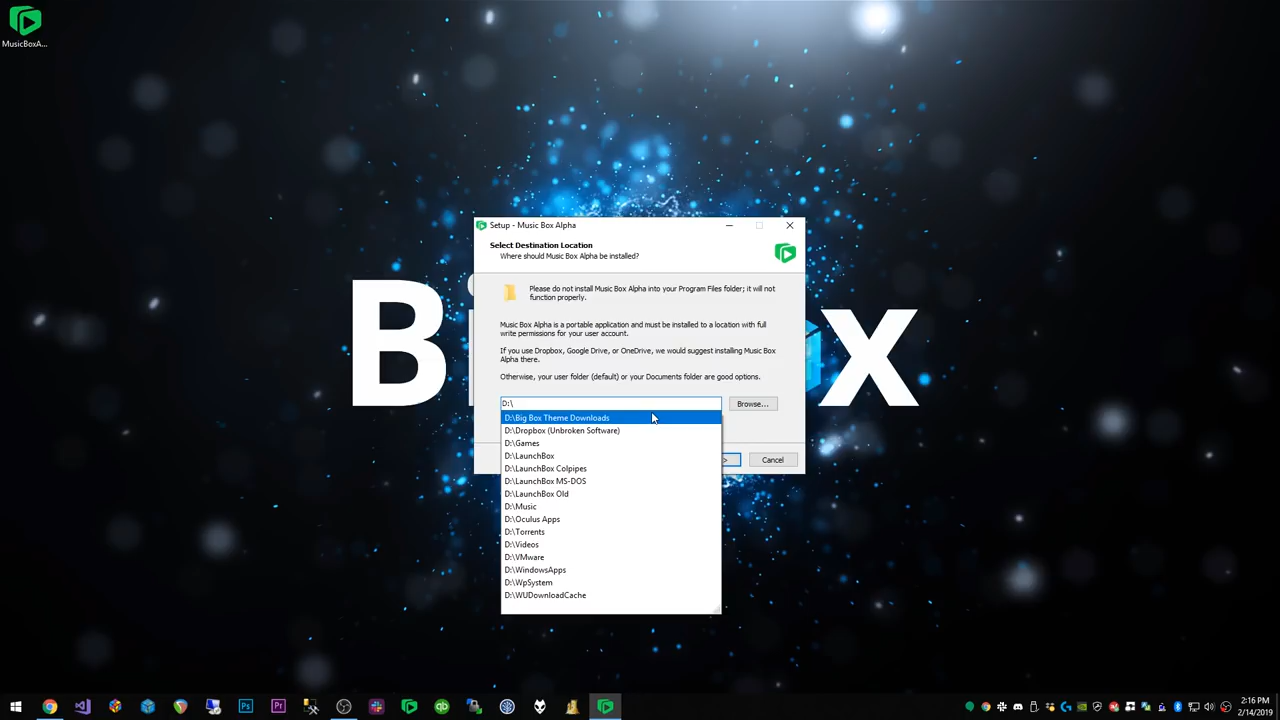 MusicBoxA...
B
x
Setup - Music Box Alpha
Select Destination Location
Where should Music Box Alpha be installed?
Please do not install Music Box Alpha into your Program Files folder; it will not
function properly.
Music Box Alpha is a portable application and must be installed to a location with full
write permissions for your user account.
If you use Dropbox, Google Drive, or OneDrive, we would suggest installing Music Box
Alpha there.
Otherwise, your user folder (default) or your Documents folder are good options.
D:\
Browse...
D:\Big Box Theme Downloads
D:\Dropbox (Unbroken Software)
D:\Games
D:\LaunchBox
D:\LaunchBox Colpipes
D:\LaunchBox MS-DOS
D:\LaunchBox Old
D:\Music
D:\Oculus Apps
D:\Torrents
D:\Videos
D:\VMware
D:\WindowsApps
D:\WpSystem
D:\WUDownloadCache
>
Cancel
Ps
Pr
qb
2:16 PM
2/14/2019